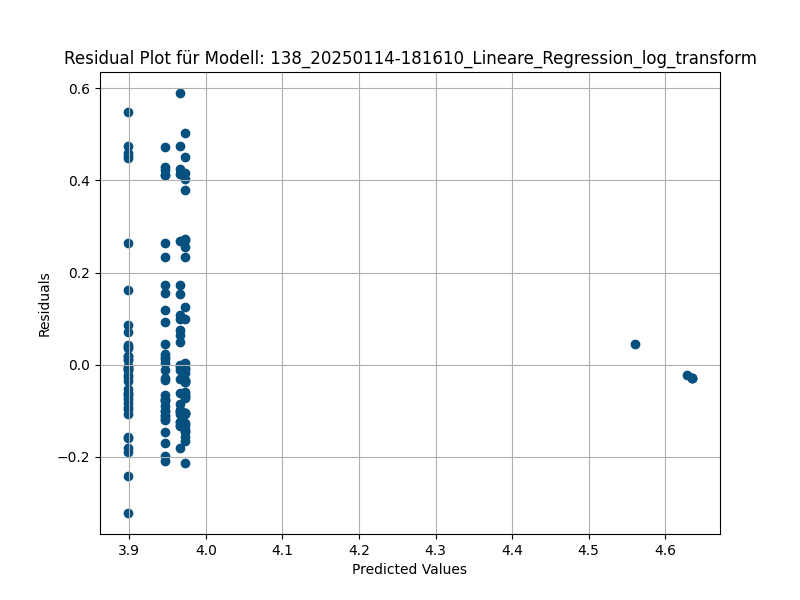 Residual Plot für Modell: 138_20250114-181610_Lineare_Regression_log_transform
0.6
0.4
0.2
0.0
−0.2
Residuals
3.9 4.0 4.1 4.2 4.3 4.4 4.5 4.6
Predicted Values